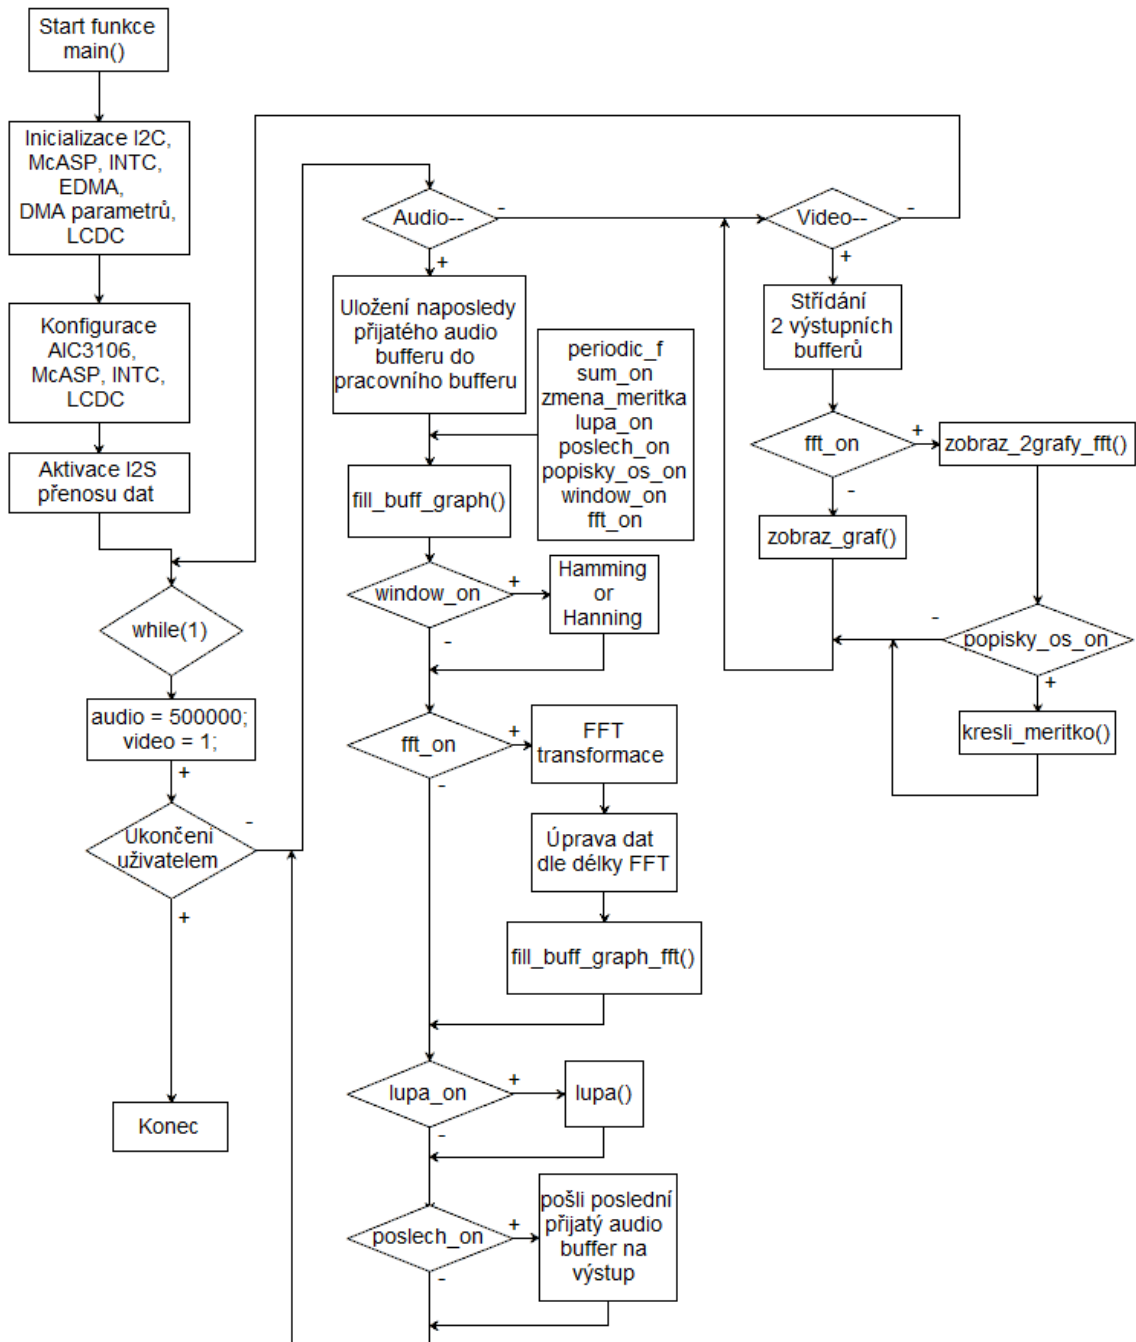 Start funkce
main()
Inicializace I2C,
McASP, INTC,
EDMA,
DMA parametrů,
LCDC
Konfigurace
AIC3106,
McASP, INTC,
LCDC
Aktivace I2S
přenosu dat
while(1)
audio = 500000;
video = 1;
+
Ukončení
uživatelem
-
+
Konec
Audio--
-
+
Uložení naposledy
přijatého audio
bufferu do
pracovního bufferu
periodic_f
sum_on
zmena_meritka
lupa_on
poslech_on
popisky_os_on
window_on
fft_on
fill_buff_graph()
window_on
+
-
Hamming
or
Hanning
fft_on
+
-
FFT
transformace
Úprava dat
dle délky FFT
fill_buff_graph_fft()
lupa_on
+
-
lupa()
poslech_on
+
-
pošli poslední
přijatý audio
buffer na
výstup
Video--
-
+
Střídání
2 výstupních
bufferů
fft_on
+
-
zobraz_2grafy_fft()
zobraz_graf()
popisky_os_on
-
+
kresli_meritko()